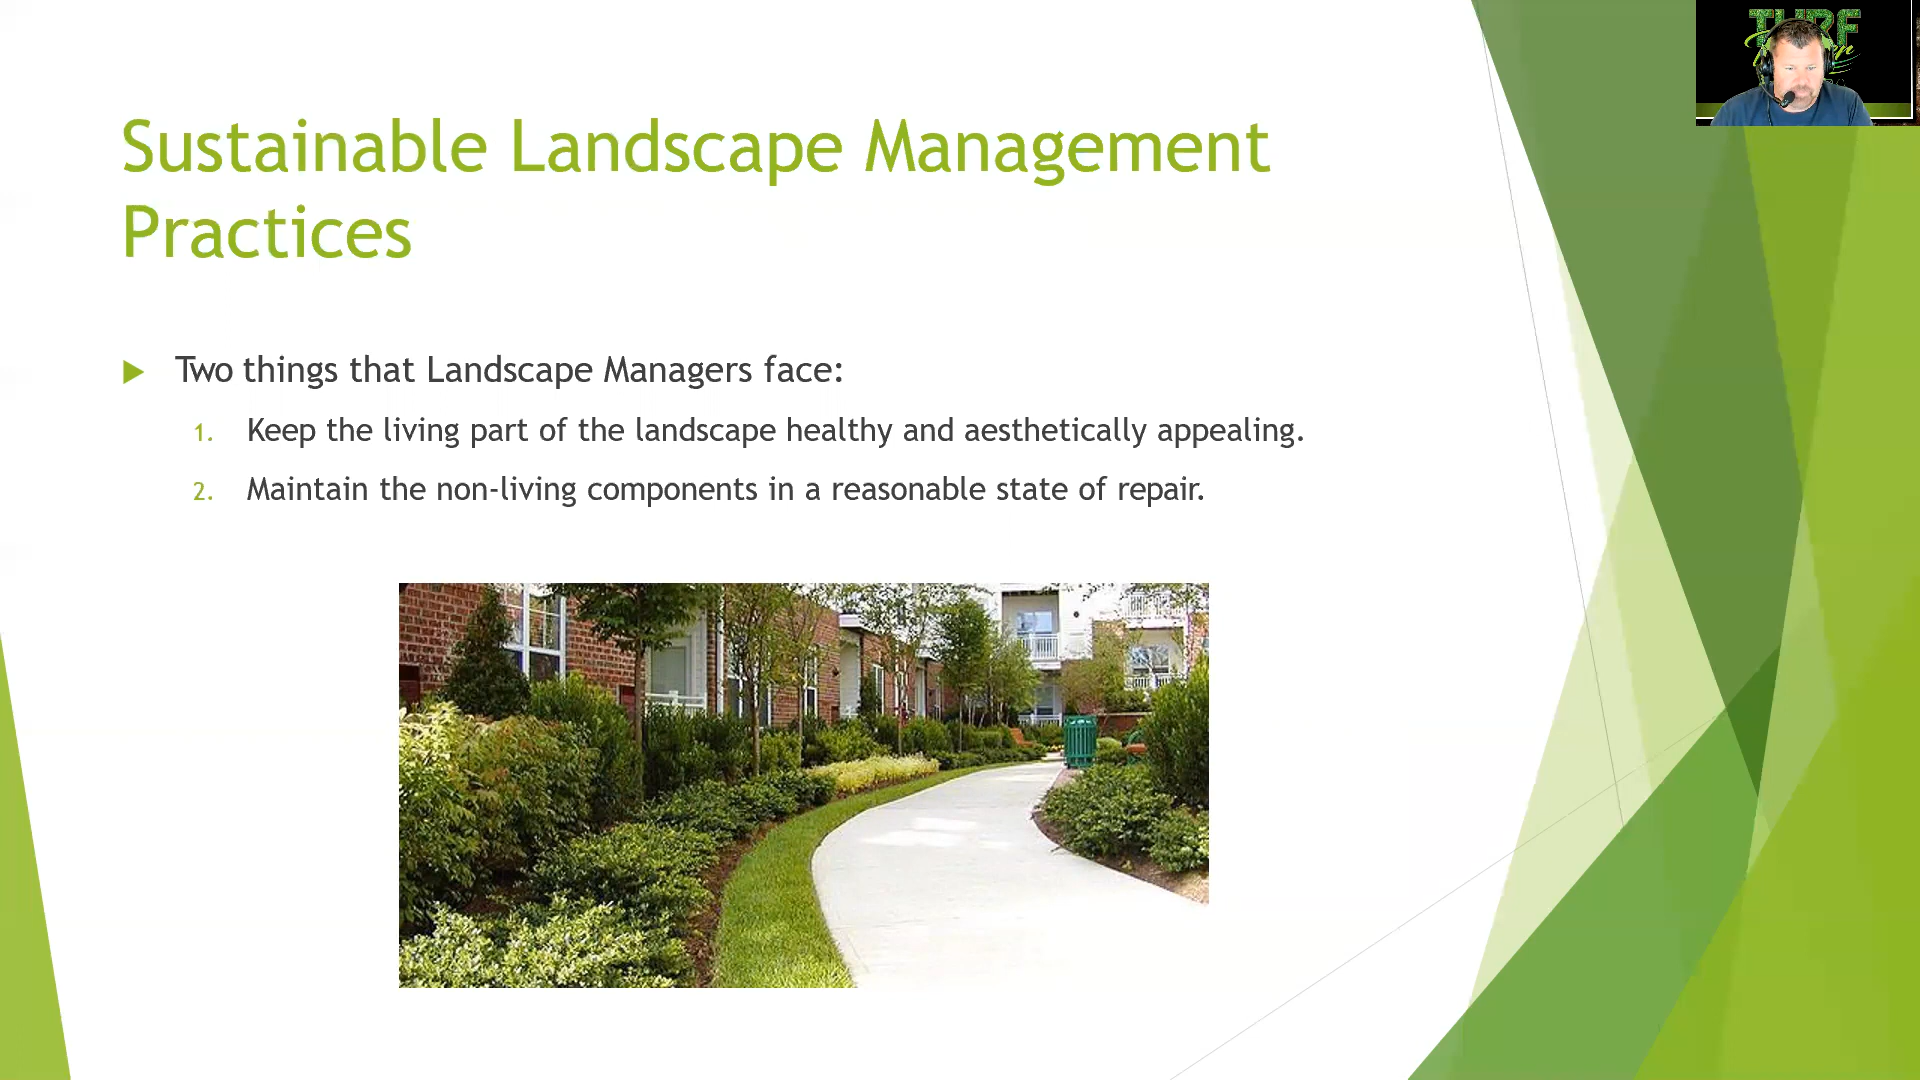 TURF
Sustainable Landscape Management
Practices
Two things that Landscape Managers face:
1. Keep the living part of the landscape healthy and aesthetically appealing.
2. Maintain the non-living components in a reasonable state of repair.